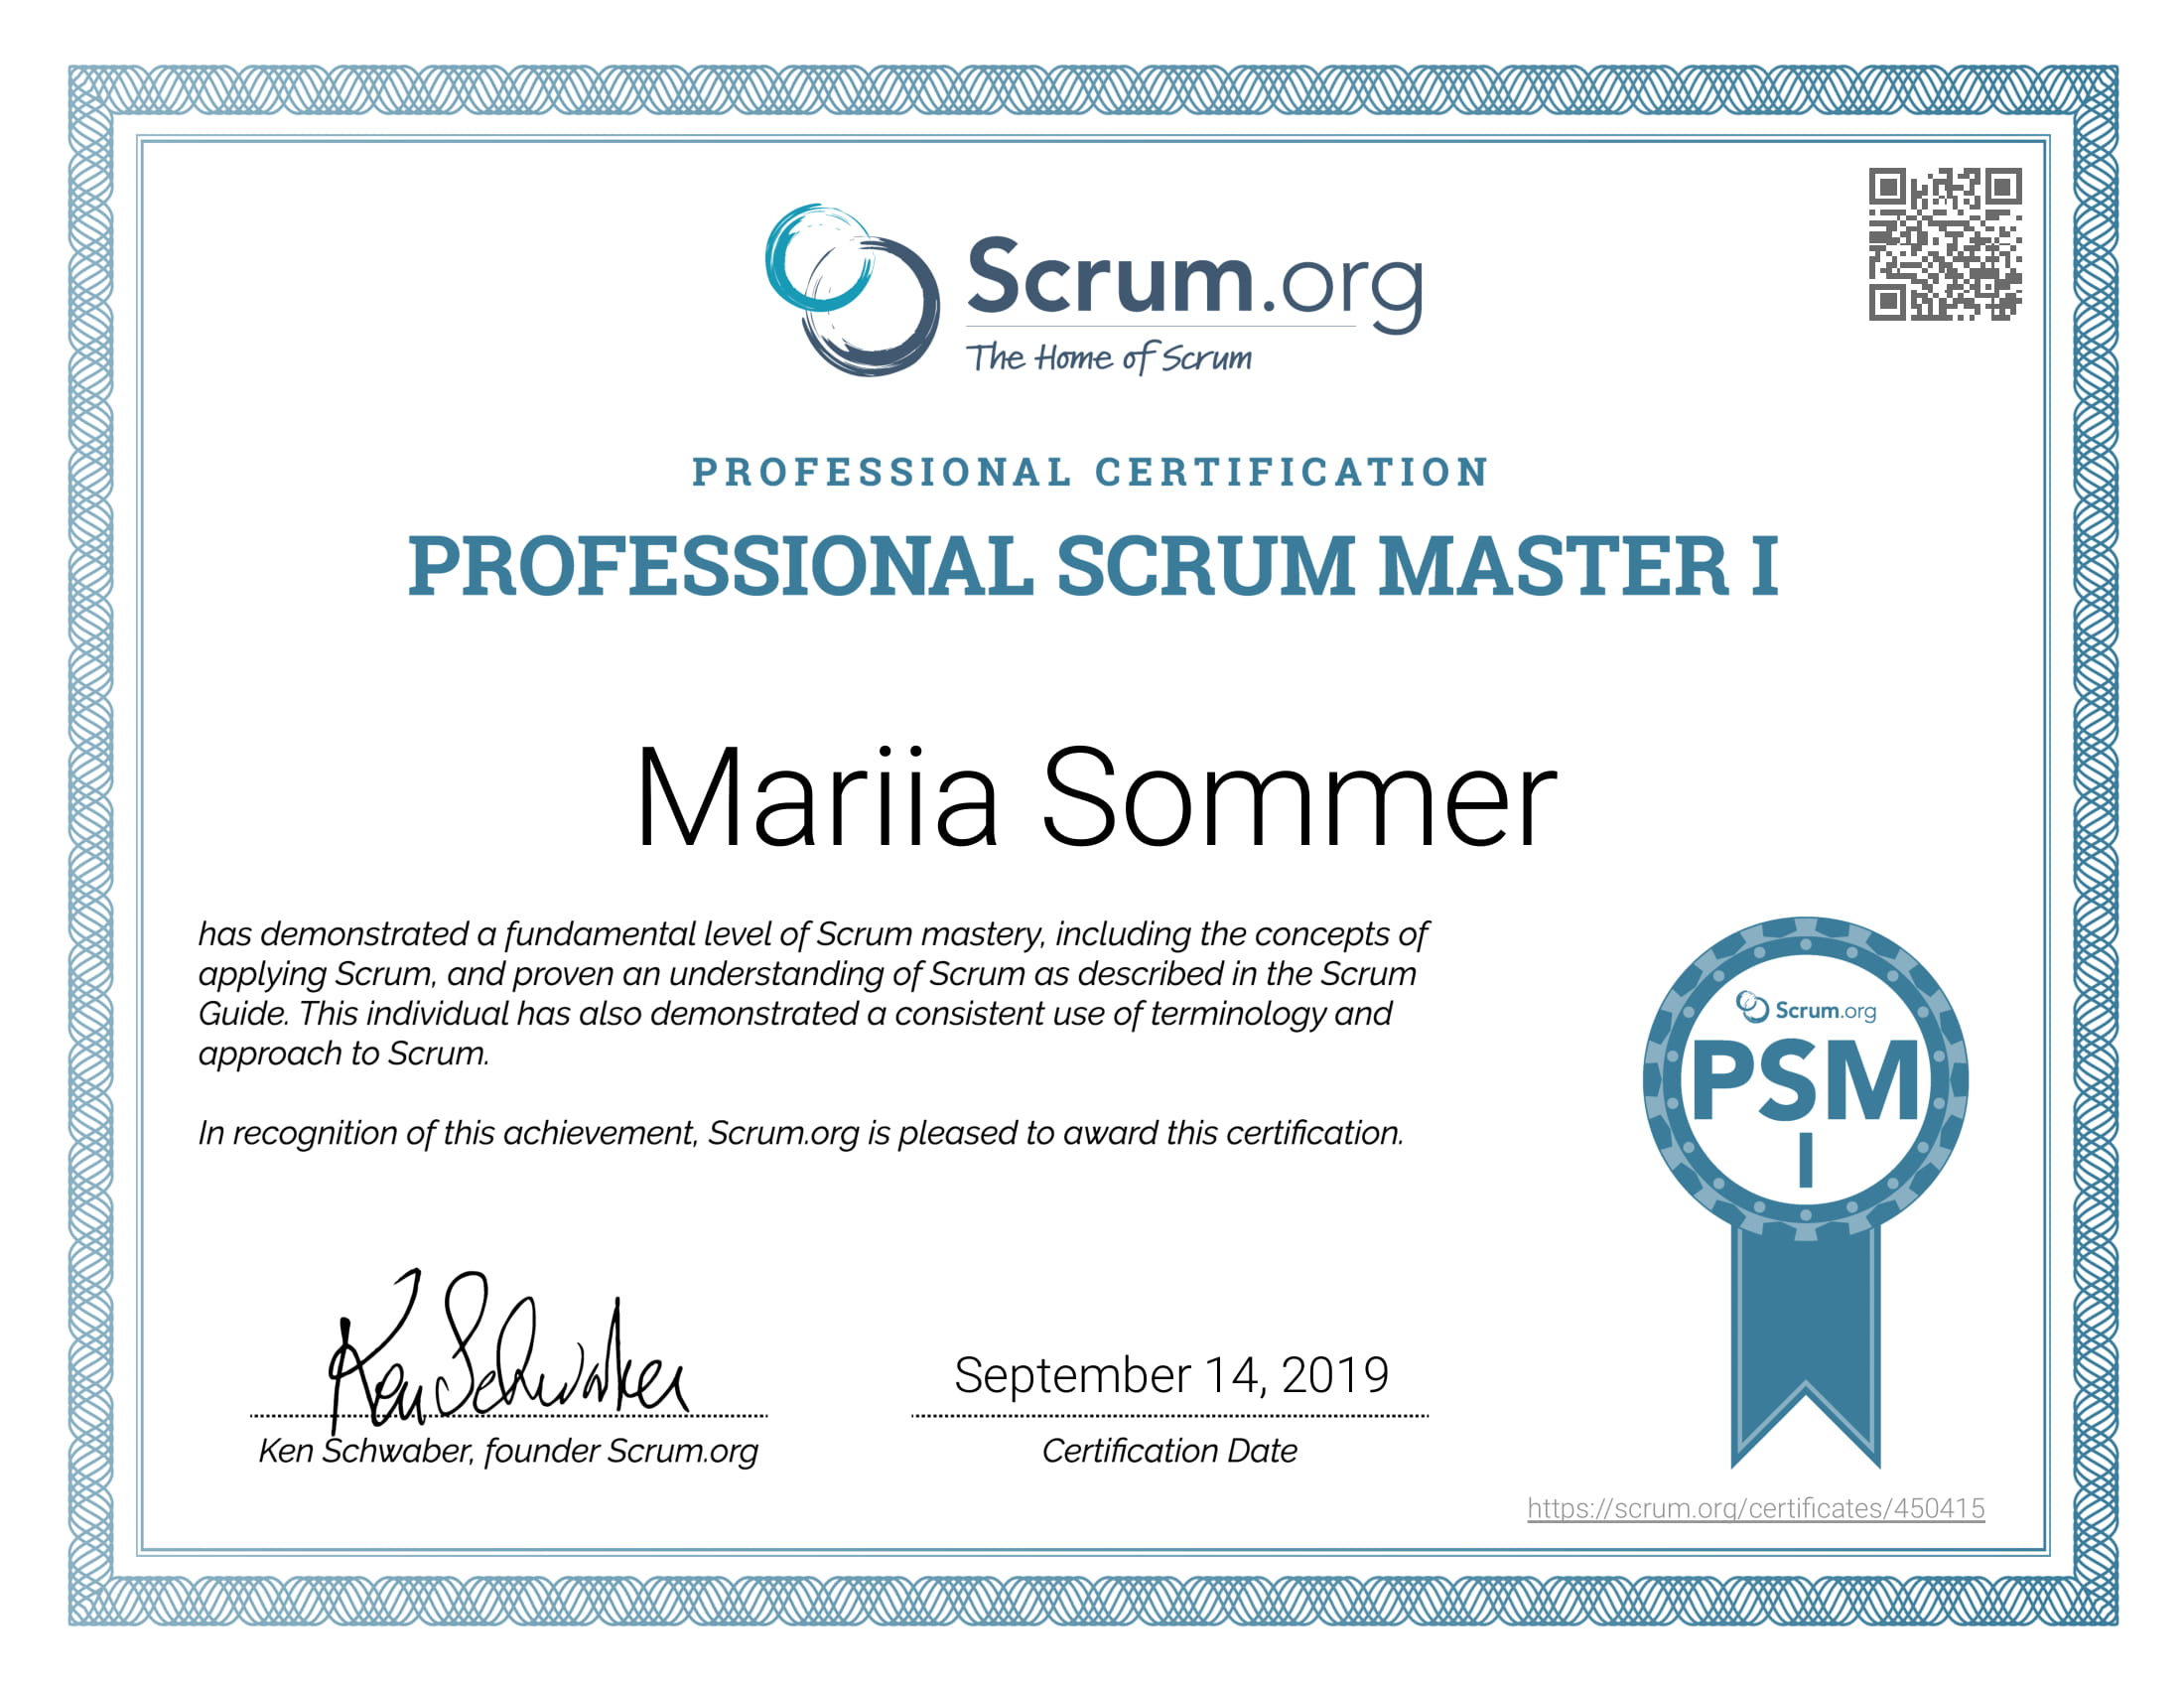 Scrum.org
The Home of Scrum
PROFESSIONAL CERTIFICATION
PROFESSIONAL SCRUM MASTER I
Mariia Sommer
has demonstrated a fundamental level of Scrum mastery, including the concepts of
applying Scrum, and proven an understanding of Scrum as described in the Scrum
Guide. This individual has also demonstrated a consistent use of terminology and
approach to Scrum.
In recognition of this achievement, Scrum.org is pleased to award this certification.
Scrum.org
PSM
I
Ken Schwaber
Ken Schwaber, founder Scrum.org
September 14, 2019
Certification Date
https://scrum.org/certificates/450415